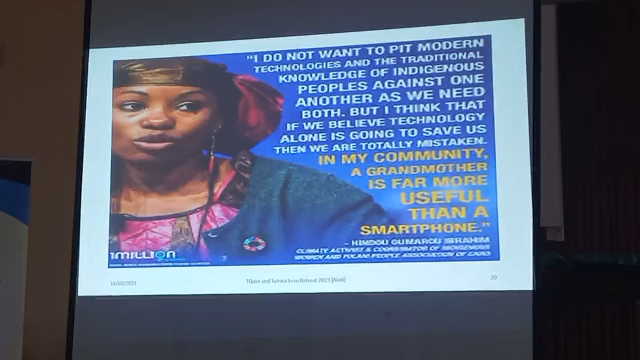 "I DO NOT WANT TO PIT MODERN
TECHNOLOGIES AND THE TRADITIONAL
KNOWLEDGE OF INDIGENOUS
PEOPLES AGAINST ONE
ANOTHER AS WE NEED
BOTH. BUT I THINK THAT
IF WE BELIEVE TECHNOLOGY
ALONE IS GOING TO SAVE US
THEN WE ARE TOTALLY MISTAKEN.
IN MY COMMUNITY,
A GRANDMOTHER
IS FAR MORE
USEFUL
THAN A
SMARTPHONE."
- HINDOU OUMAROU IBRAHIM
CLIMATE ACTIVIST & COORDINATOR OF INDIGENOUS
WOMEN AND FULANI PEOPLE ASSOCIATION OF CHAD
1MILLION
20